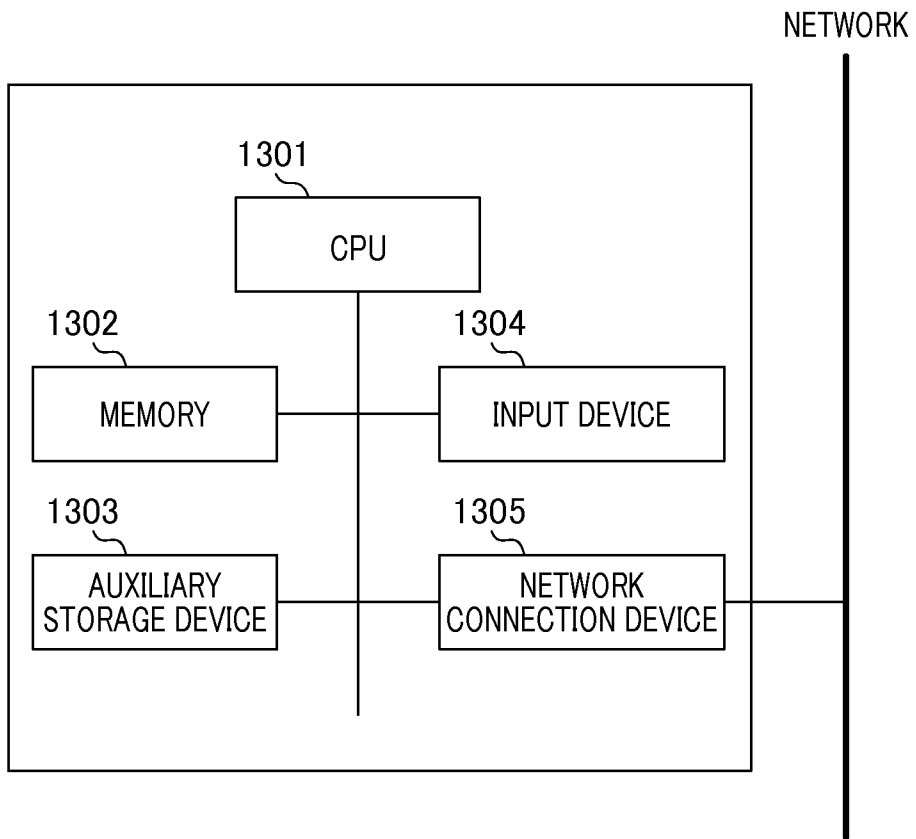 NETWORK
1301
CPU
1302
MEMORY
1304
INPUT DEVICE
1303
AUXILIARY
STORAGE DEVICE
1305
NETWORK
CONNECTION DEVICE